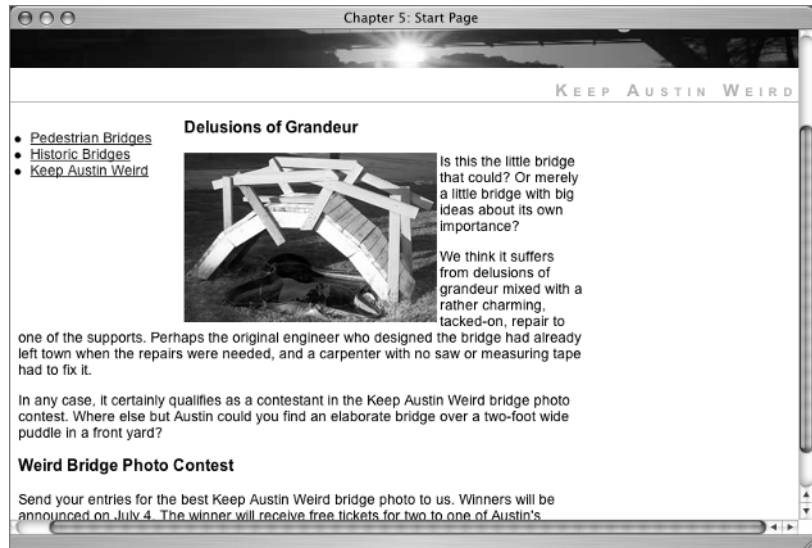 Chapter 5: Start Page
KEEP AUSTIN WEIRD
Pedestrian Bridges
Historic Bridges
Keep Austin Weird
Delusions of Grandeur
Is this the little bridge
that could? Or merely
a little bridge with big
ideas about its own
importance?
We think it suffers
from delusions of
grandeur mixed with a
rather charming,
tacked-on, repair to
one of the supports. Perhaps the original engineer who designed the bridge had already
left town when the repairs were needed, and a carpenter with no saw or measuring tape
had to fix it.
In any case, it certainly qualifies as a contestant in the Keep Austin Weird bridge photo
contest. Where else but Austin could you find an elaborate bridge over a two-foot wide
puddle in a front yard?
Weird Bridge Photo Contest
Send your entries for the best Keep Austin Weird bridge photo to us. Winners will be
announced on July 4. The winner will receive free tickets for two to one of Austin's